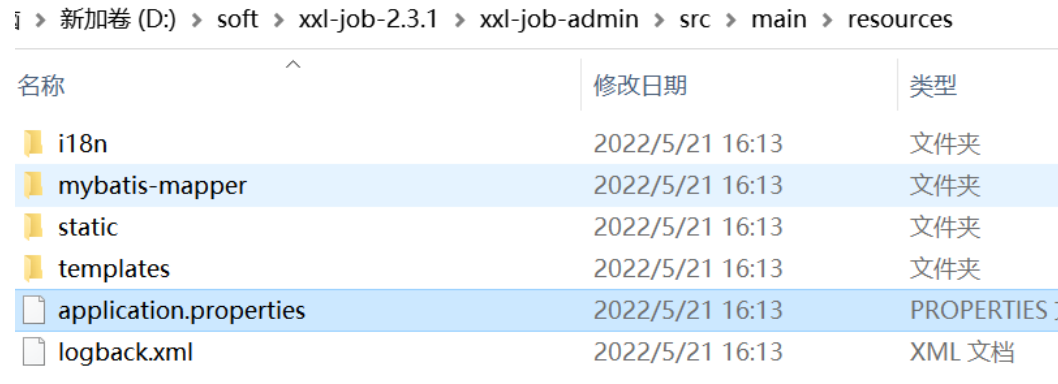 > 新加卷 (D:) > soft > xxl-job-2.3.1 > xxl-job-admin > src > main > resources
名称 修改日期 类型
i18n 2022/5/21 16:13 文件夹
mybatis-mapper 2022/5/21 16:13 文件夹
static 2022/5/21 16:13 文件夹
templates 2022/5/21 16:13 文件夹
application.properties 2022/5/21 16:13 PROPERTIES
logback.xml 2022/5/21 16:13 XML 文档